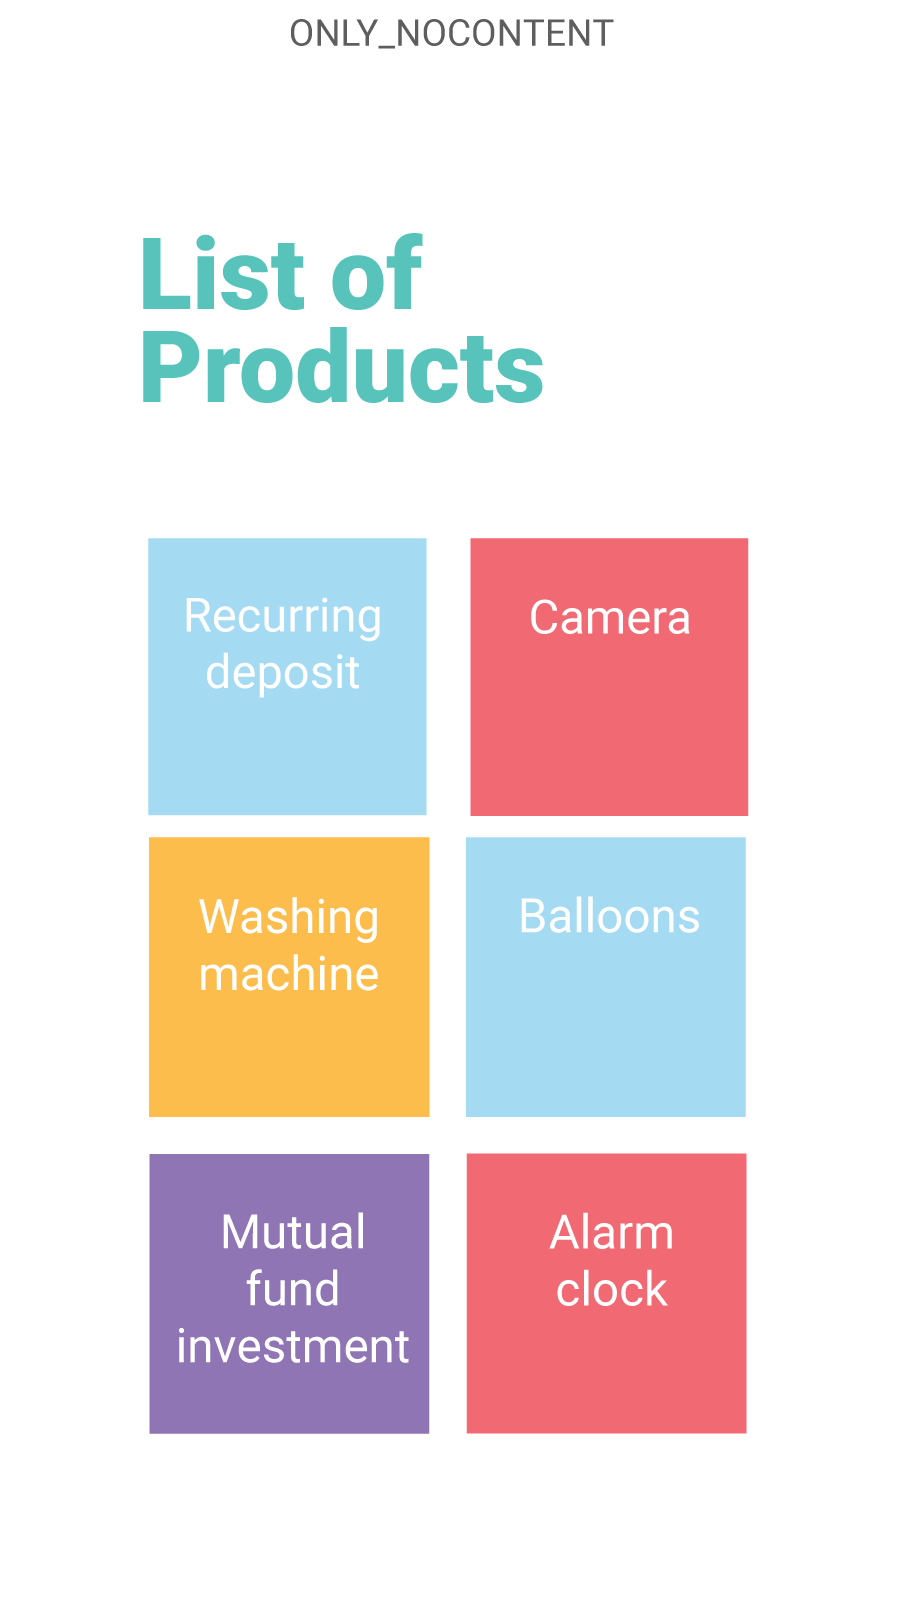 ONLY_NOCONTENT
List of
Products
Recurring
deposit
Camera
Washing
machine
Balloons
Mutual
fund
investment
Alarm
clock